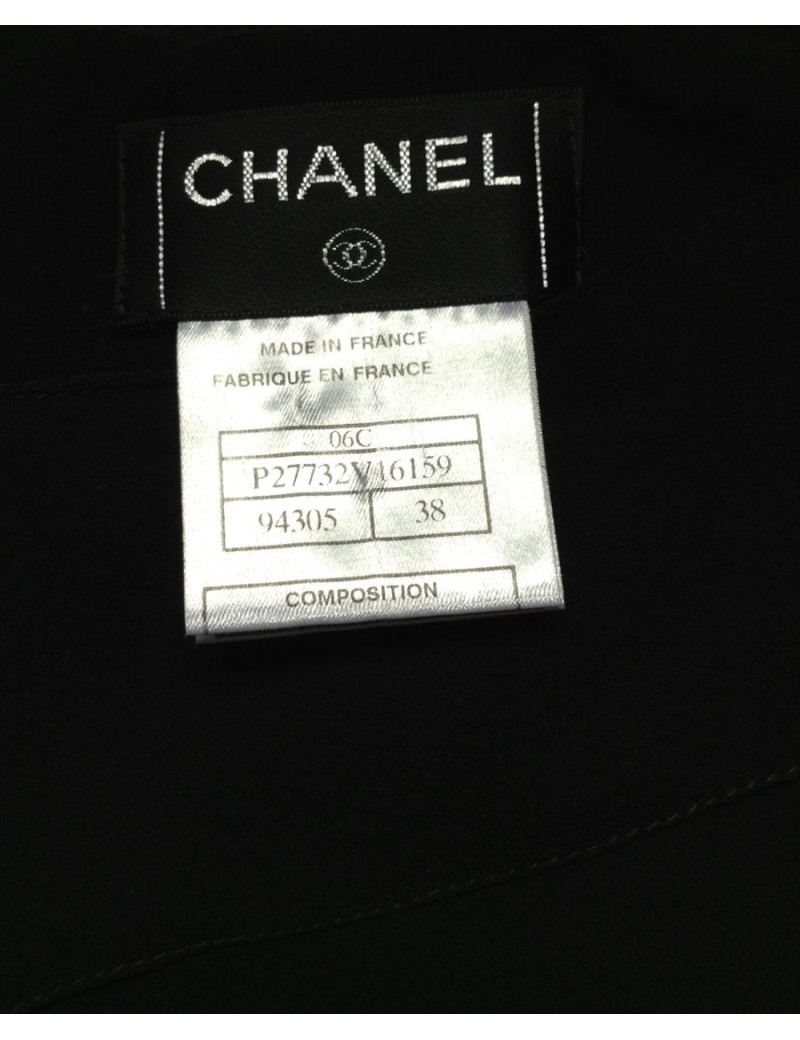 CHANEL
MADE IN FRANCE
FABRIQUE EN FRANCE
06C
P27732V16159
94305 38
COMPOSITION